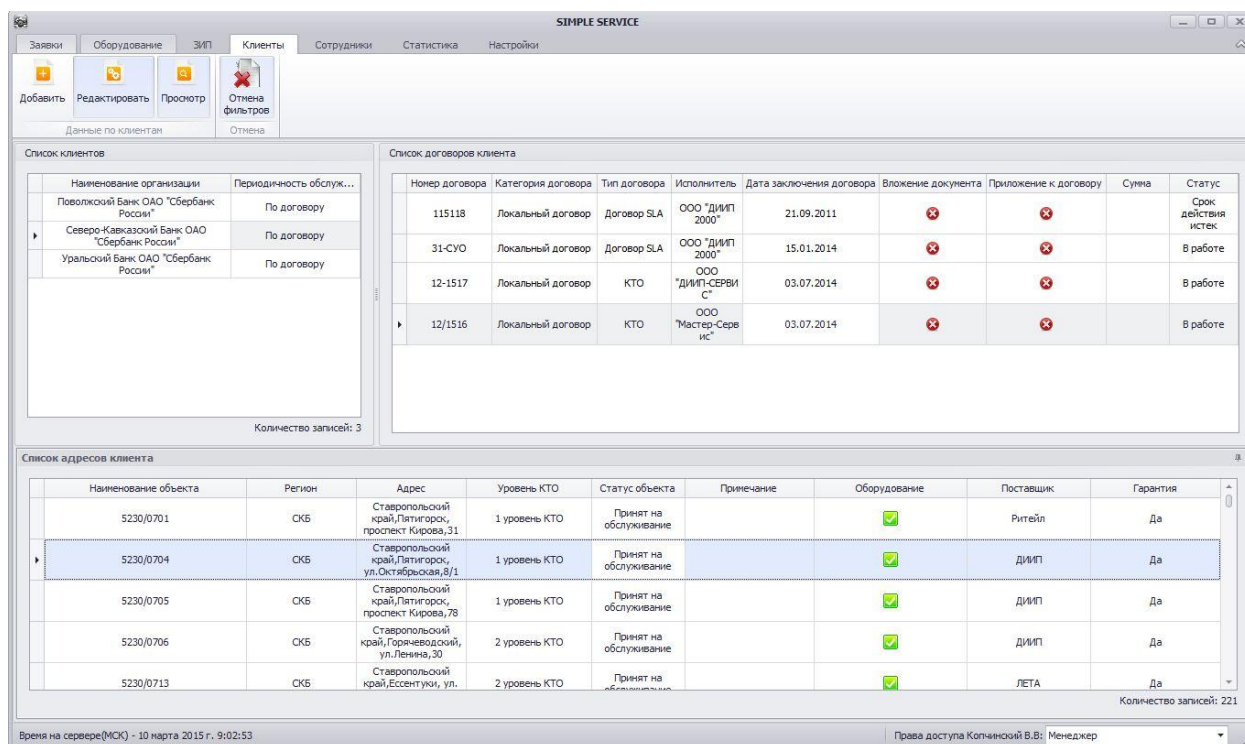 SIMPLE SERVICE
Заявки Оборудование ЗИП Клиенты Сотрудники Статистика Настройки
Добавить Редактировать Просмотр Отмена фильтров
Данные по клиентам Отмена
Список клиентов
Наименование организации Периодичность обслуж...
Поволжский Банк ОАО "Сбербанк России" По договору
Северо-Кавказский Банк ОАО "Сбербанк России" По договору
Уральский Банк ОАО "Сбербанк России" По договору
Количество записей: 3
Список договоров клиента
Номер договора Категория договора Тип договора Исполнитель Дата заключения договора Вложение документа Приложение к договору Сумма Статус
115118 Локальный договор Договор SLA ООО "ДИИП 2000" 21.09.2011 Срок действия истек
31-СУО Локальный договор Договор SLA ООО "ДИИП 2000" 15.01.2014 В работе
12-1517 Локальный договор КТО ООО "ДИИП-СЕРВИС" 03.07.2014 В работе
12/1516 Локальный договор КТО ООО "Мастер-Сервис" 03.07.2014 В работе
Список адресов клиента
Наименование объекта Регион Адрес Уровень КТО Статус объекта Примечание Оборудование Поставщик Гарантия
5230/0701 СКБ Ставропольский край,Пятигорск, проспект Кирова,31 1 уровень КТО Принят на обслуживание Ритейл Да
5230/0704 СКБ Ставропольский край,Пятигорск, ул.Октябрьская,8/1 1 уровень КТО Принят на обслуживание ДИИП Да
5230/0705 СКБ Ставропольский край,Пятигорск, проспект Кирова,78 1 уровень КТО Принят на обслуживание ДИИП Да
5230/0706 СКБ Ставропольский край,Горячеводский, ул.Ленина,30 2 уровень КТО Принят на обслуживание ДИИП Да
5230/0713 СКБ Ставропольский край,Ессентуки, ул. 2 уровень КТО Принят на обслуживание ЛЕТА Да
Количество записей: 221
Время на сервере(МСК) - 10 марта 2015 г. 9:02:53
Права доступа Копчинский В.В: Менеджер